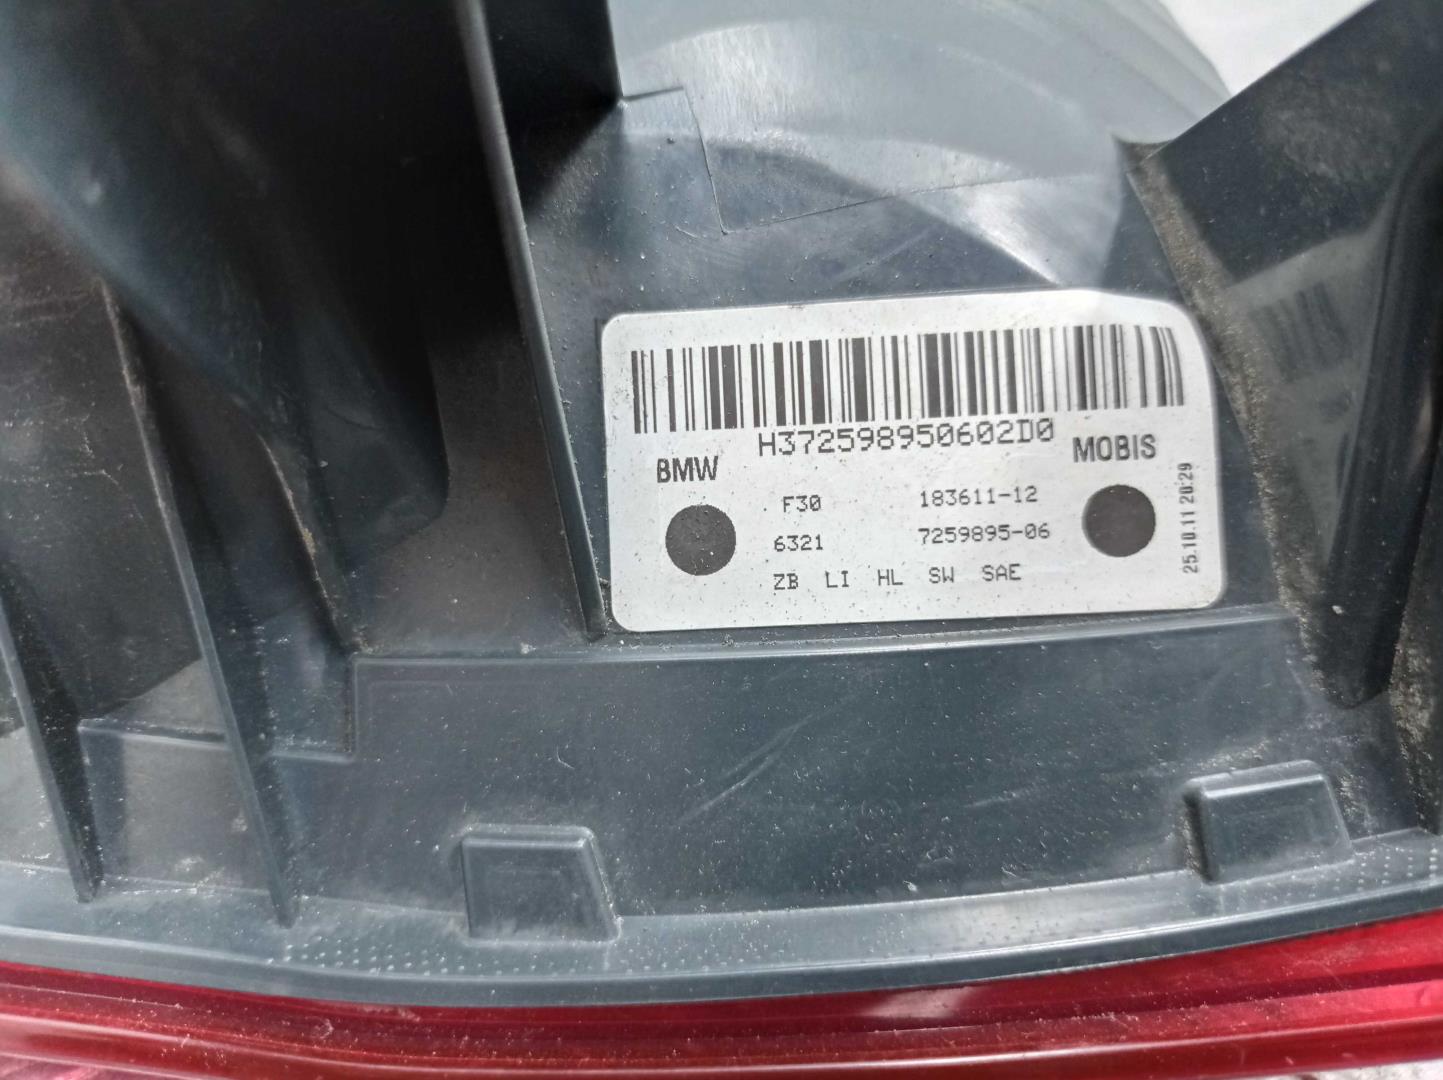 H372598950602D0
BMW
MOBIS
F30 183611-12
6321 7259895-06
ZB LI HL SW SAE
25.10.11 20:29